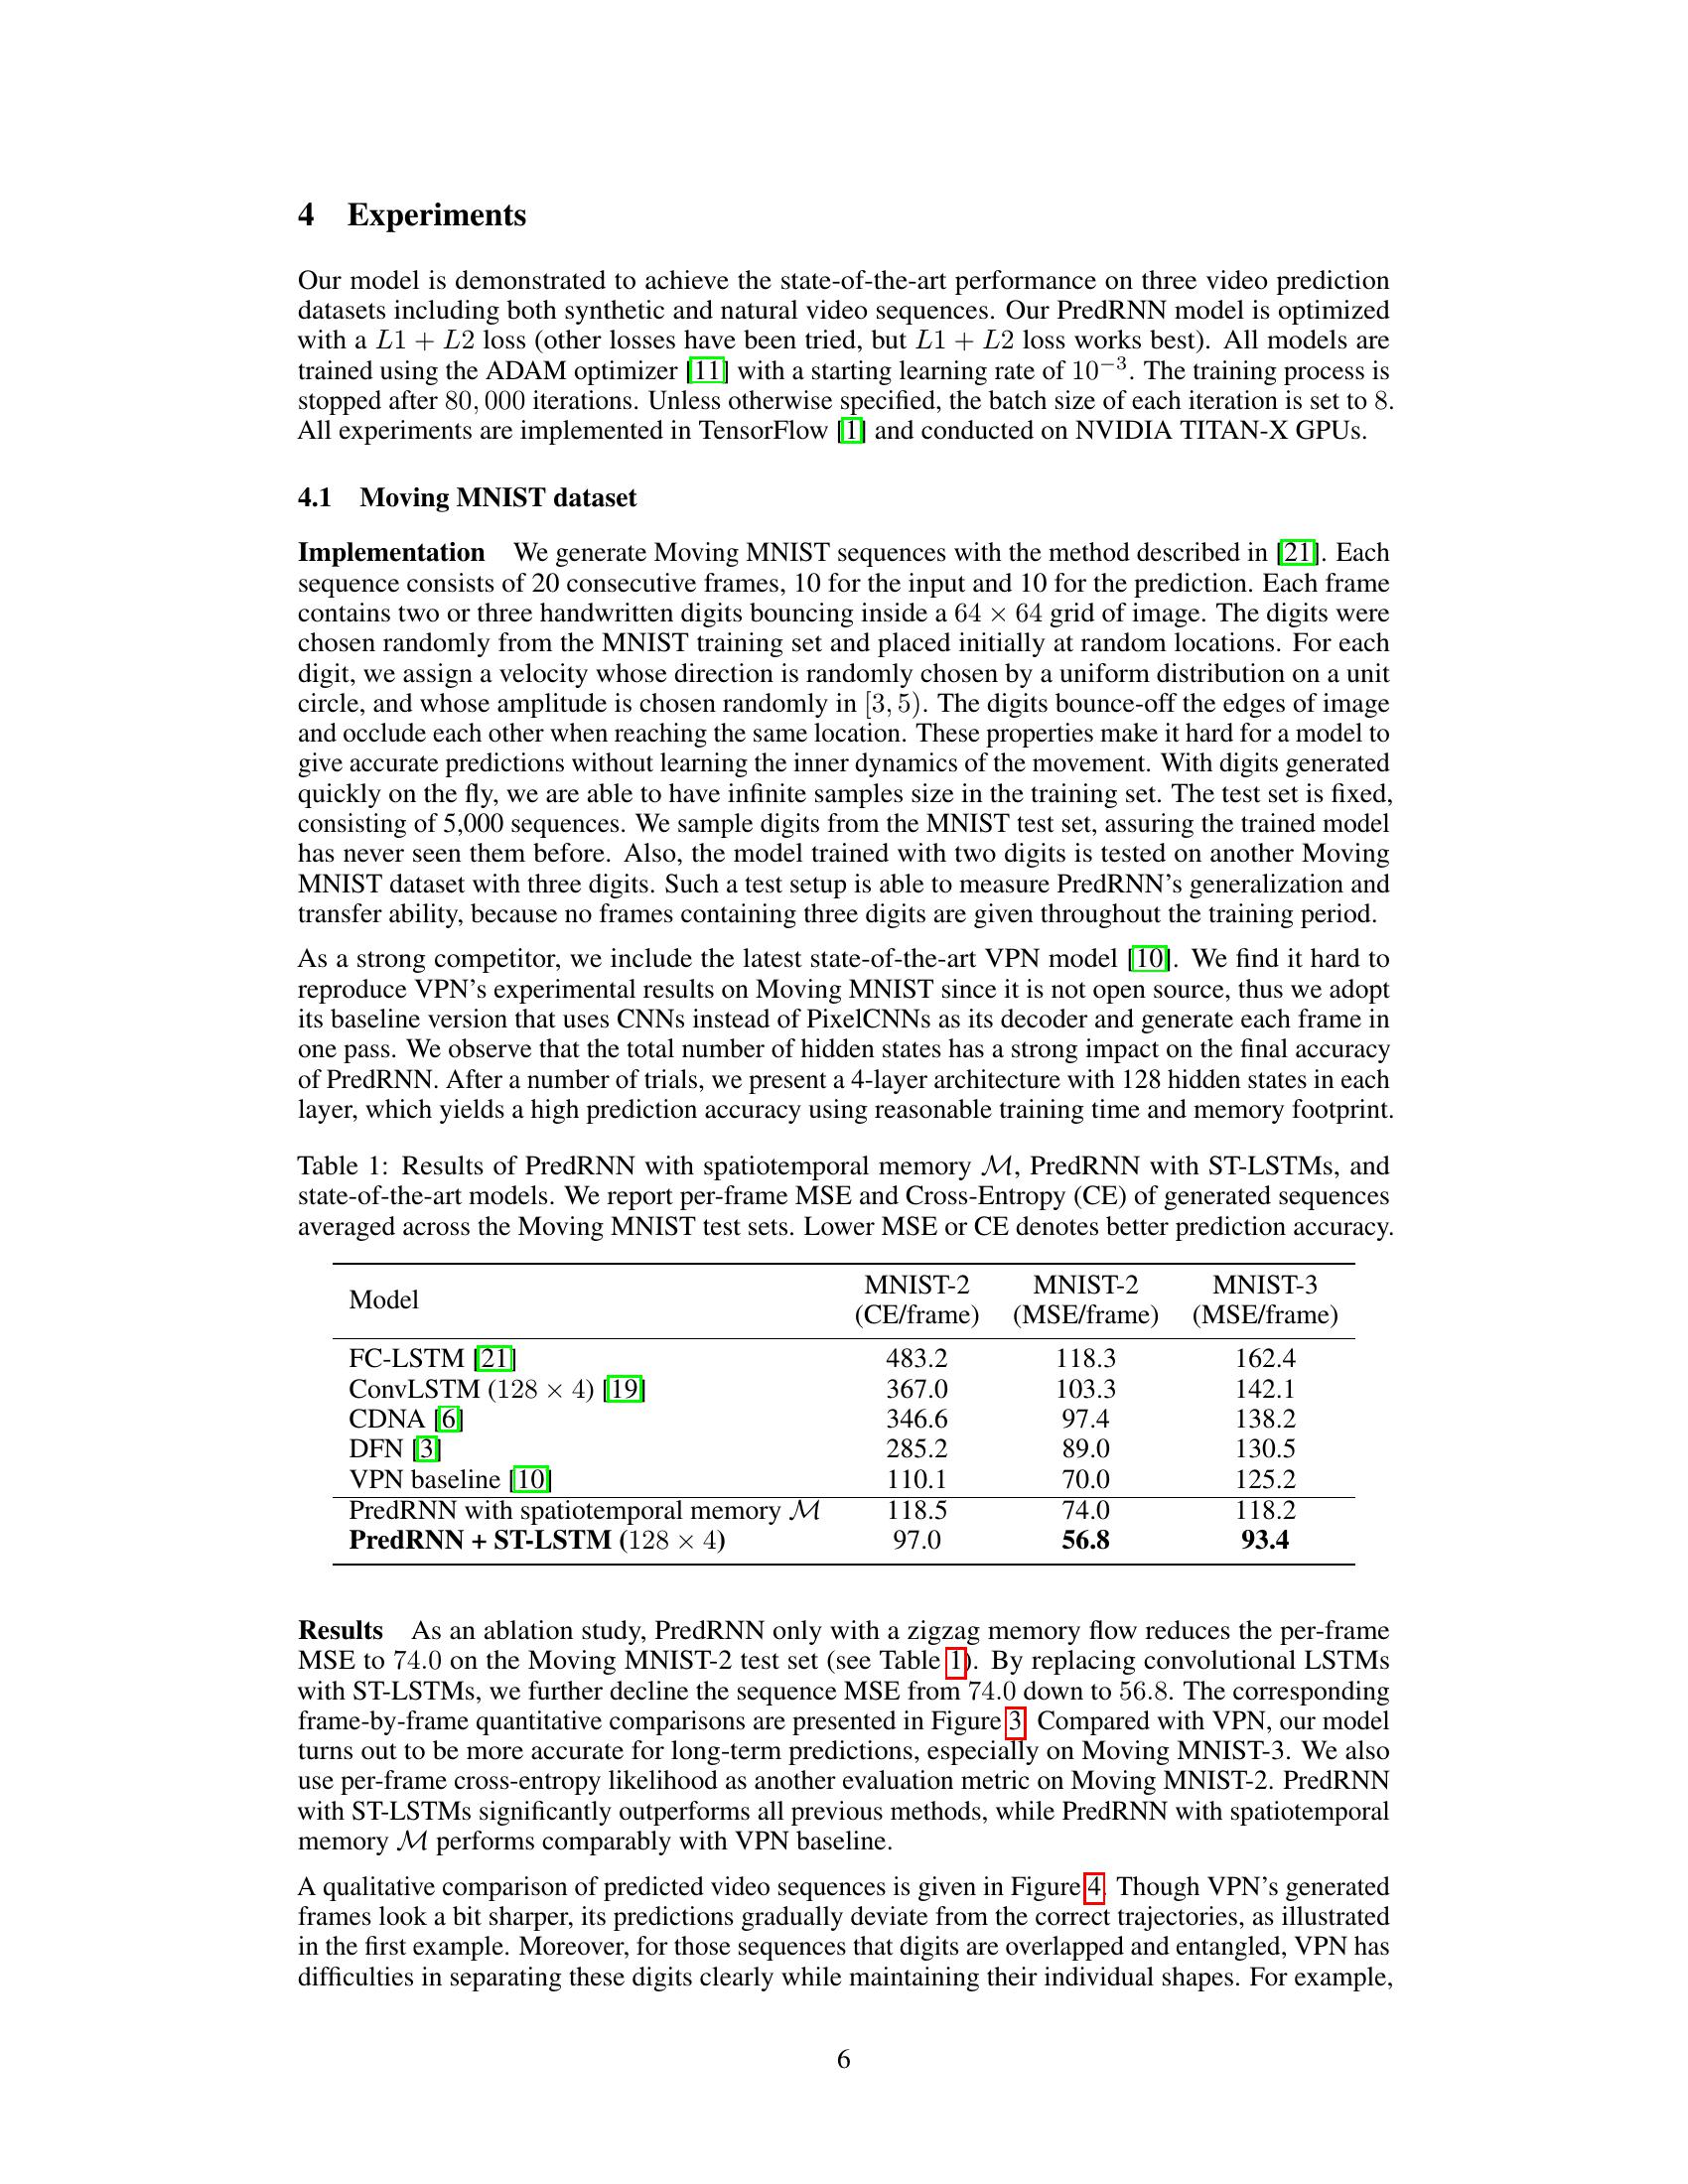 4 Experiments
Our model is demonstrated to achieve the state-of-the-art performance on three video prediction
datasets including both synthetic and natural video sequences. Our PredRNN model is optimized
with a L1 + L2 loss (other losses have been tried, but L1 + L2 loss works best). All models are
trained using the ADAM optimizer [11] with a starting learning rate of 10⁻³. The training process is
stopped after 80, 000 iterations. Unless otherwise specified, the batch size of each iteration is set to 8.
All experiments are implemented in TensorFlow [1] and conducted on NVIDIA TITAN-X GPUs.
4.1 Moving MNIST dataset
Implementation We generate Moving MNIST sequences with the method described in [21]. Each
sequence consists of 20 consecutive frames, 10 for the input and 10 for the prediction. Each frame
contains two or three handwritten digits bouncing inside a 64 × 64 grid of image. The digits were
chosen randomly from the MNIST training set and placed initially at random locations. For each
digit, we assign a velocity whose direction is randomly chosen by a uniform distribution on a unit
circle, and whose amplitude is chosen randomly in [3, 5). The digits bounce-off the edges of image
and occlude each other when reaching the same location. These properties make it hard for a model to
give accurate predictions without learning the inner dynamics of the movement. With digits generated
quickly on the fly, we are able to have infinite samples size in the training set. The test set is fixed,
consisting of 5,000 sequences. We sample digits from the MNIST test set, assuring the trained model
has never seen them before. Also, the model trained with two digits is tested on another Moving
MNIST dataset with three digits. Such a test setup is able to measure PredRNN's generalization and
transfer ability, because no frames containing three digits are given throughout the training period.
As a strong competitor, we include the latest state-of-the-art VPN model [10]. We find it hard to
reproduce VPN's experimental results on Moving MNIST since it is not open source, thus we adopt
its baseline version that uses CNNs instead of PixelCNNs as its decoder and generate each frame in
one pass. We observe that the total number of hidden states has a strong impact on the final accuracy
of PredRNN. After a number of trials, we present a 4-layer architecture with 128 hidden states in each
layer, which yields a high prediction accuracy using reasonable training time and memory footprint.
Table 1: Results of PredRNN with spatiotemporal memory ℳ, PredRNN with ST-LSTMs, and
state-of-the-art models. We report per-frame MSE and Cross-Entropy (CE) of generated sequences
averaged across the Moving MNIST test sets. Lower MSE or CE denotes better prediction accuracy.
Model MNIST-2 MNIST-2 MNIST-3
(CE/frame) (MSE/frame) (MSE/frame)
FC-LSTM [21] 483.2 118.3 162.4
ConvLSTM (128 × 4) [19] 367.0 103.3 142.1
CDNA [6] 346.6 97.4 138.2
DFN [3] 285.2 89.0 130.5
VPN baseline [10] 110.1 70.0 125.2
PredRNN with spatiotemporal memory ℳ 118.5 74.0 118.2
PredRNN + ST-LSTM (128 × 4) 97.0 56.8 93.4
Results As an ablation study, PredRNN only with a zigzag memory flow reduces the per-frame
MSE to 74.0 on the Moving MNIST-2 test set (see Table 1). By replacing convolutional LSTMs
with ST-LSTMs, we further decline the sequence MSE from 74.0 down to 56.8. The corresponding
frame-by-frame quantitative comparisons are presented in Figure 3. Compared with VPN, our model
turns out to be more accurate for long-term predictions, especially on Moving MNIST-3. We also
use per-frame cross-entropy likelihood as another evaluation metric on Moving MNIST-2. PredRNN
with ST-LSTMs significantly outperforms all previous methods, while PredRNN with spatiotemporal
memory ℳ performs comparably with VPN baseline.
A qualitative comparison of predicted video sequences is given in Figure 4. Though VPN's generated
frames look a bit sharper, its predictions gradually deviate from the correct trajectories, as illustrated
in the first example. Moreover, for those sequences that digits are overlapped and entangled, VPN has
difficulties in separating these digits clearly while maintaining their individual shapes. For example,
6